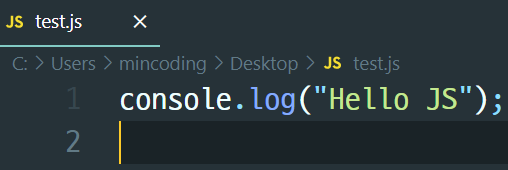 JS test.js ×
C: > Users > mincoding > Desktop > JS test.js
1 console.log("Hello JS");
2